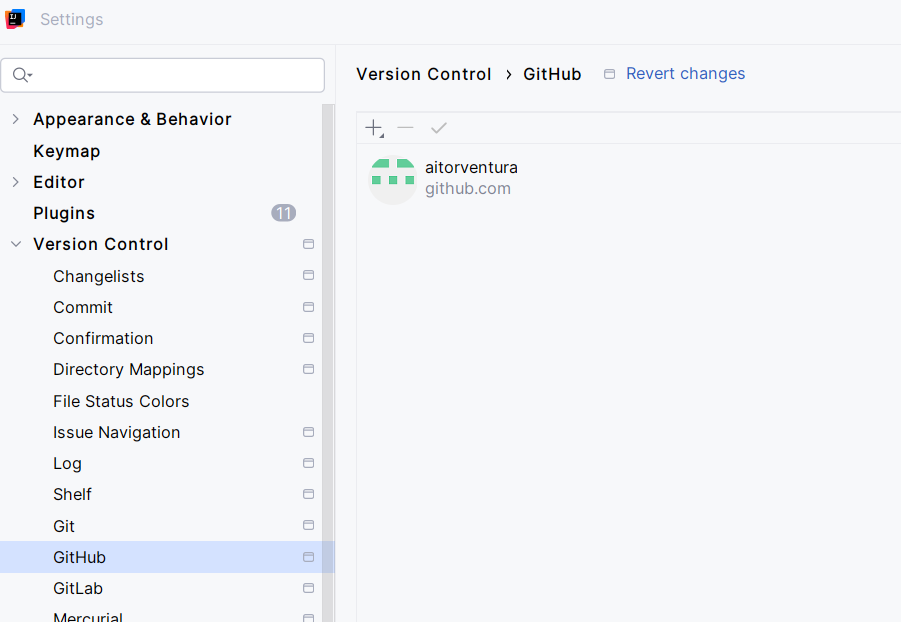 Settings
Version Control › GitHub Revert changes
Appearance & Behavior
Keymap
Editor
Plugins 11
Version Control
Changelists
Commit
Confirmation
Directory Mappings
File Status Colors
Issue Navigation
Log
Shelf
Git
GitHub
GitLab
Mercurial
aitorventura
github.com